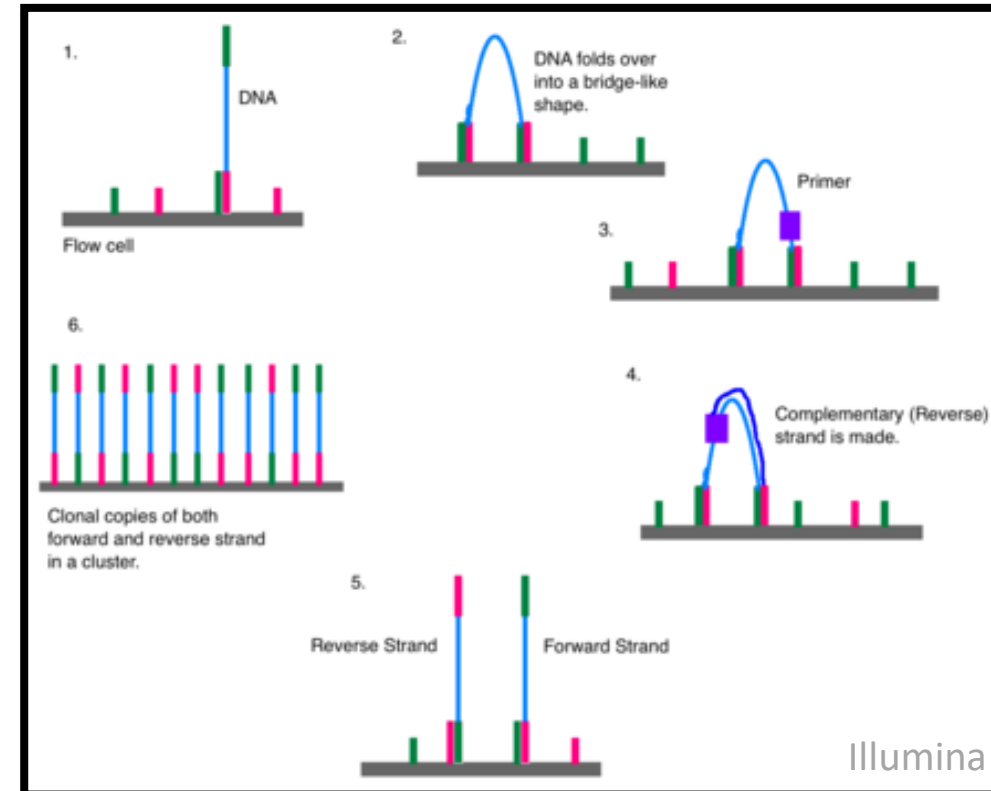 1.
DNA
Flow cell
2.
DNA folds over
into a bridge-like
shape.
3.
Primer
4.
Complementary (Reverse)
strand is made.
5.
Reverse Strand
Forward Strand
6.
Clonal copies of both
forward and reverse strand
in a cluster.
Illumina